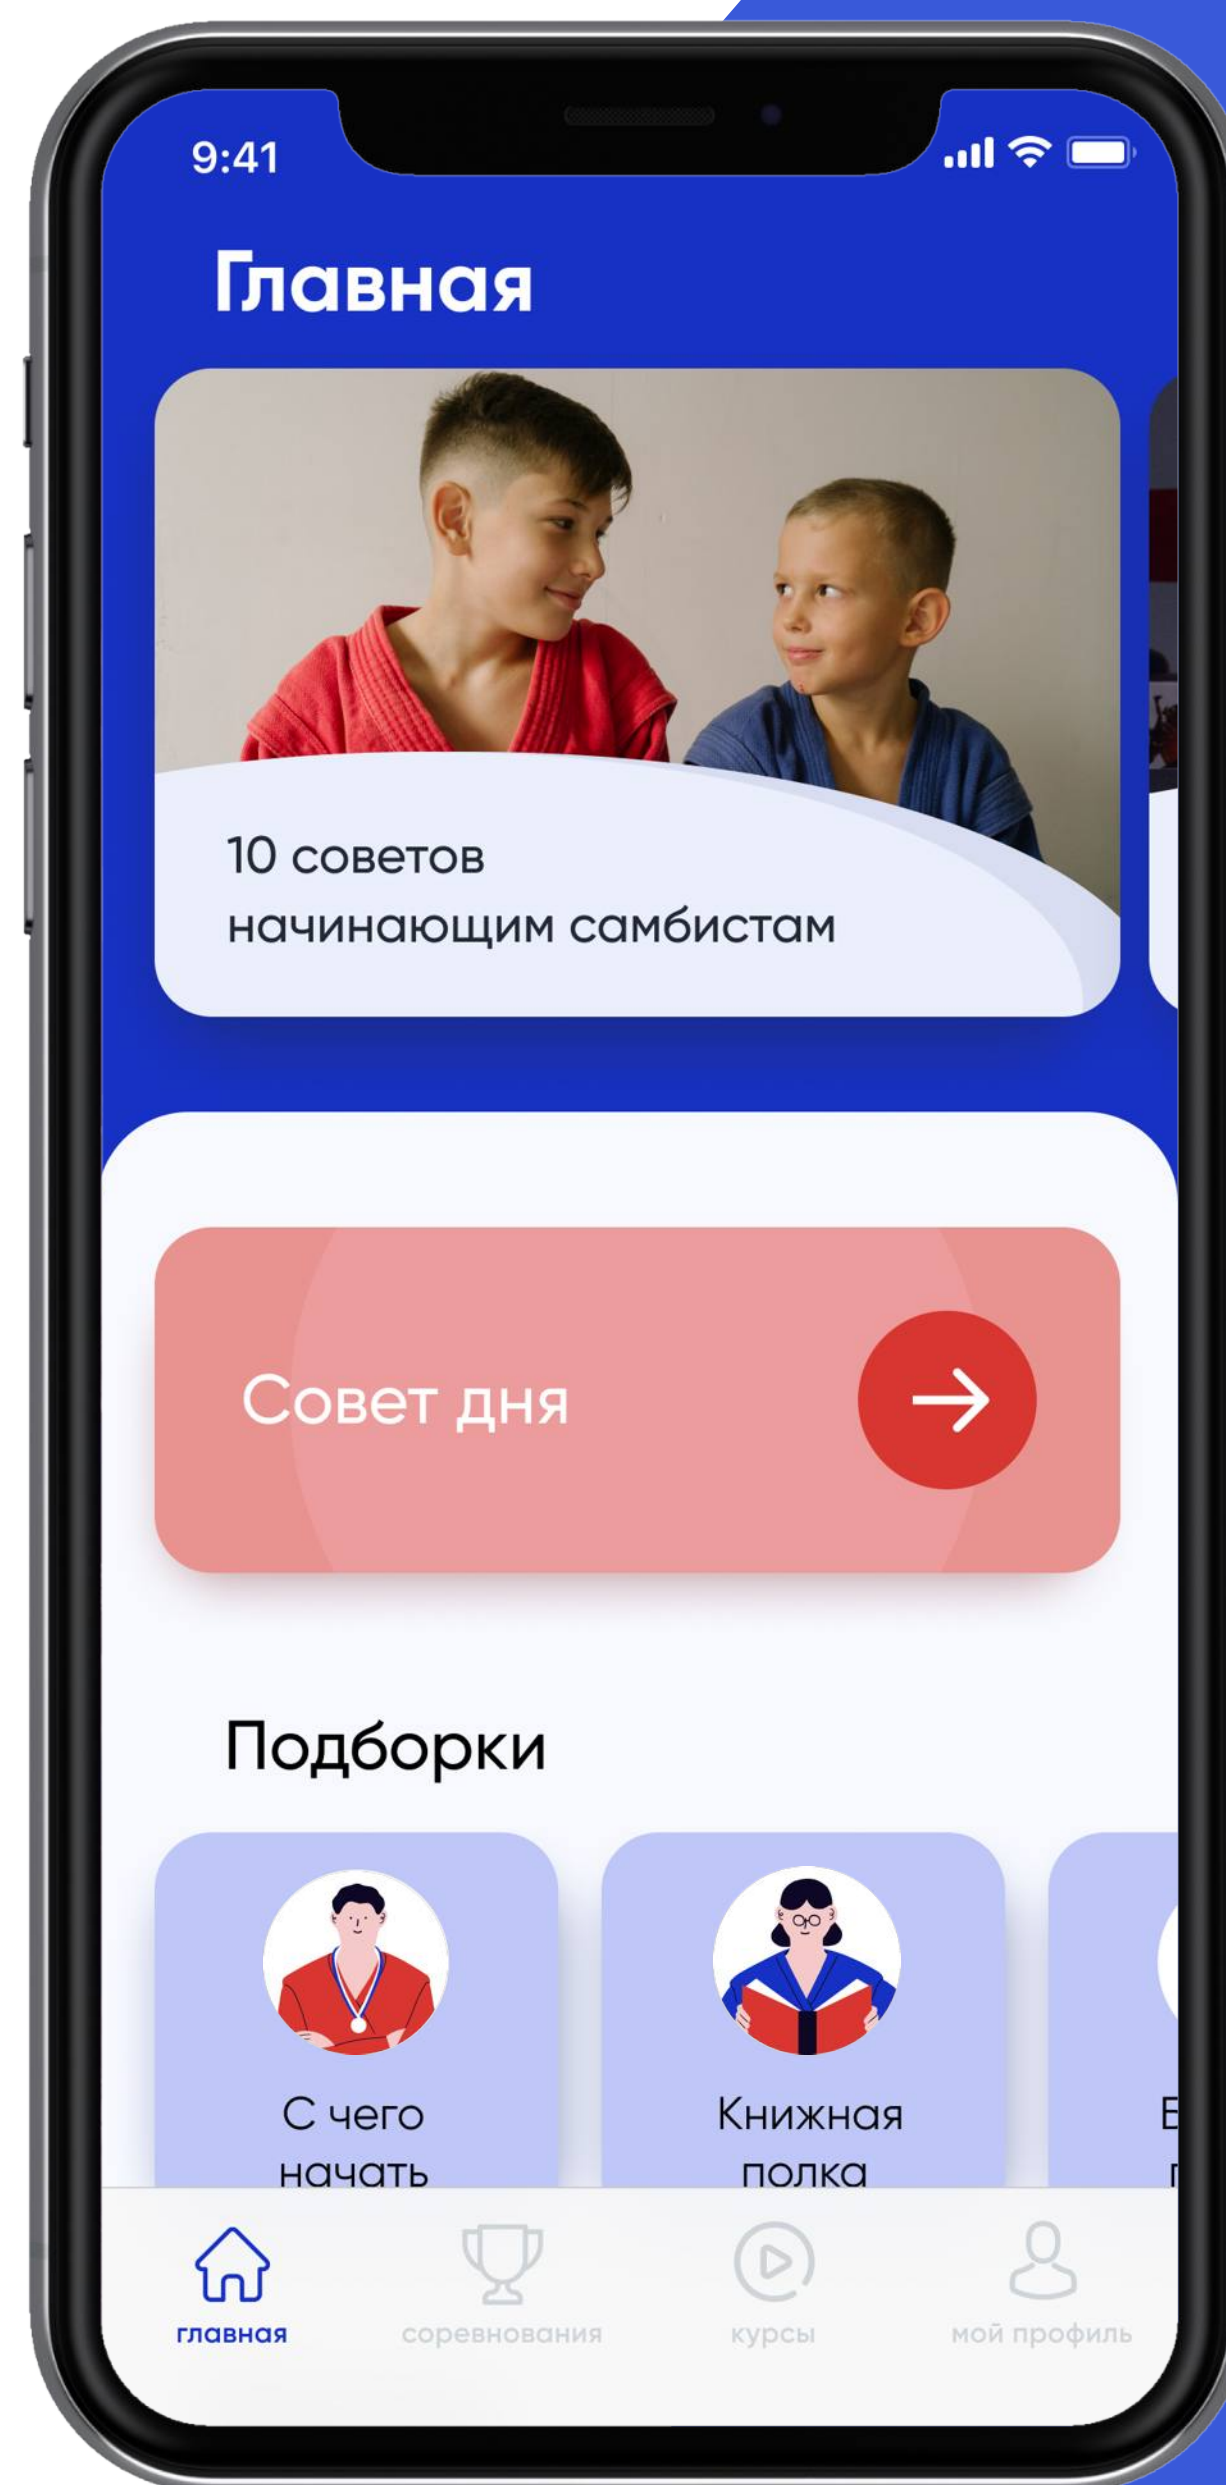 9:41
Главная
10 советов
начинающим самбистам
Совет дня
Подборки
С чего
начать
Книжная
полка
главная
соревнования
курсы
мой профиль